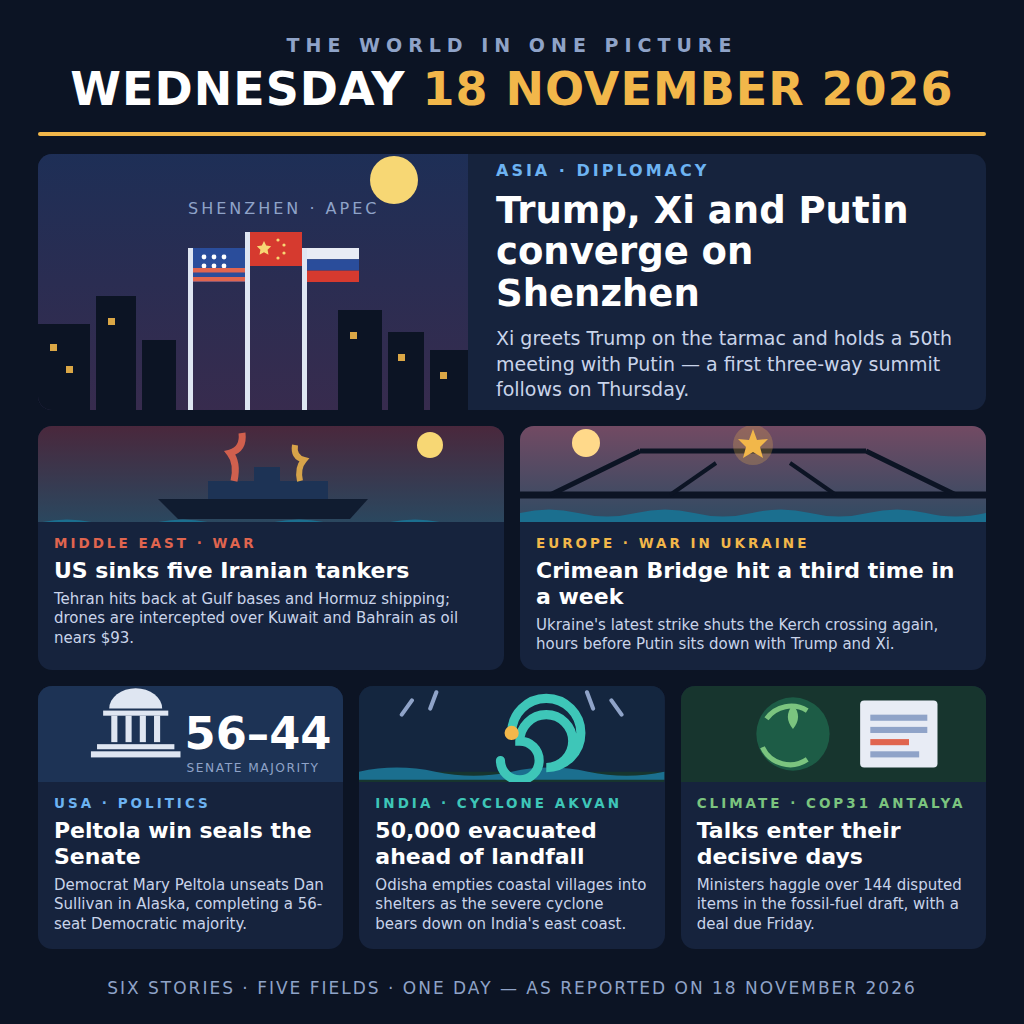 THE WORLD IN ONE PICTURE
WEDNESDAY 18 NOVEMBER 2026
SHENZHEN · APEC
ASIA · DIPLOMACY
Trump, Xi and Putin
converge on
Shenzhen
Xi greets Trump on the tarmac and holds a 50th
meeting with Putin — a first three-way summit
follows on Thursday.
MIDDLE EAST · WAR
US sinks five Iranian tankers
Tehran hits back at Gulf bases and Hormuz shipping;
drones are intercepted over Kuwait and Bahrain as oil
nears $93.
EUROPE · WAR IN UKRAINE
Crimean Bridge hit a third time in
a week
Ukraine's latest strike shuts the Kerch crossing again,
hours before Putin sits down with Trump and Xi.
56–44
SENATE MAJORITY
USA · POLITICS
Peltola win seals the
Senate
Democrat Mary Peltola unseats Dan
Sullivan in Alaska, completing a 56-
seat Democratic majority.
INDIA · CYCLONE AKVAN
50,000 evacuated
ahead of landfall
Odisha empties coastal villages into
shelters as the severe cyclone
bears down on India's east coast.
CLIMATE · COP31 ANTALYA
Talks enter their
decisive days
Ministers haggle over 144 disputed
items in the fossil-fuel draft, with a
deal due Friday.
SIX STORIES · FIVE FIELDS · ONE DAY — AS REPORTED ON 18 NOVEMBER 2026